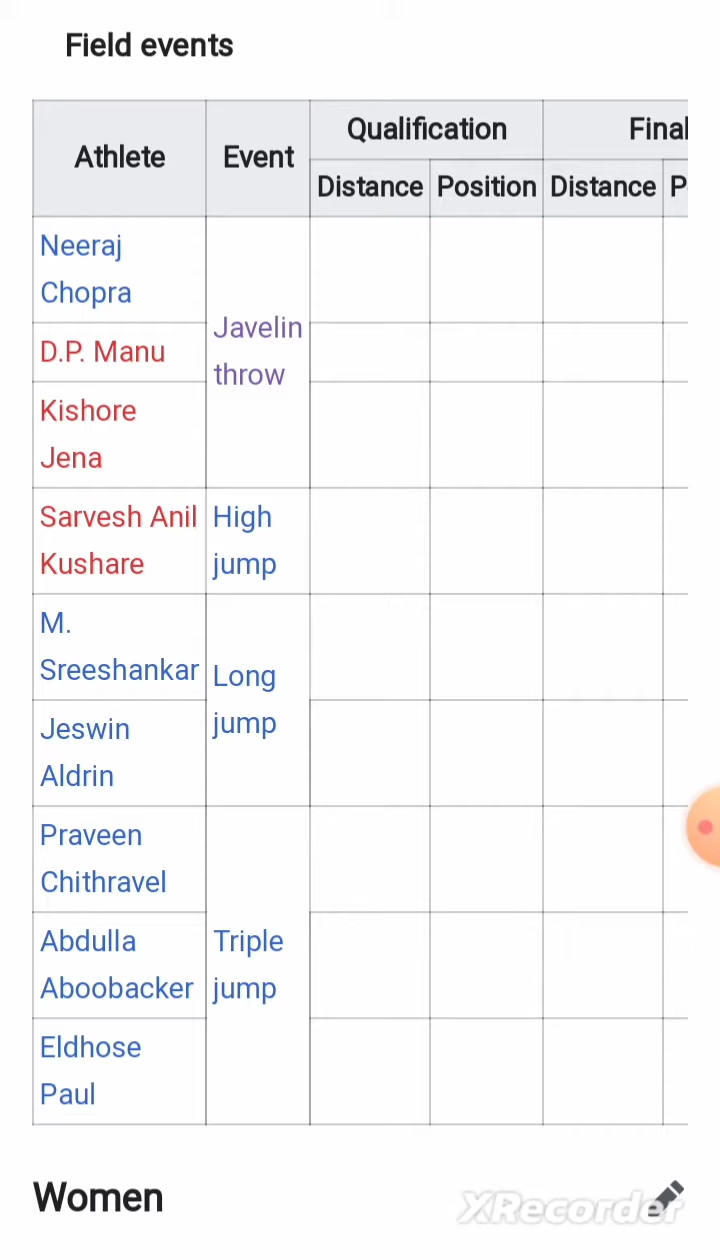 Field events
Athlete
Event
Qualification
Final
Distance
Position
Distance
P
Neeraj
Chopra
Javelin
throw
D.P. Manu
Kishore
Jena
Sarvesh Anil
Kushare
High
jump
M.
Sreeshankar
Long
jump
Jeswin
Aldrin
Praveen
Chithravel
Triple
jump
Abdulla
Aboobacker
Eldhose
Paul
Women
XRecorder